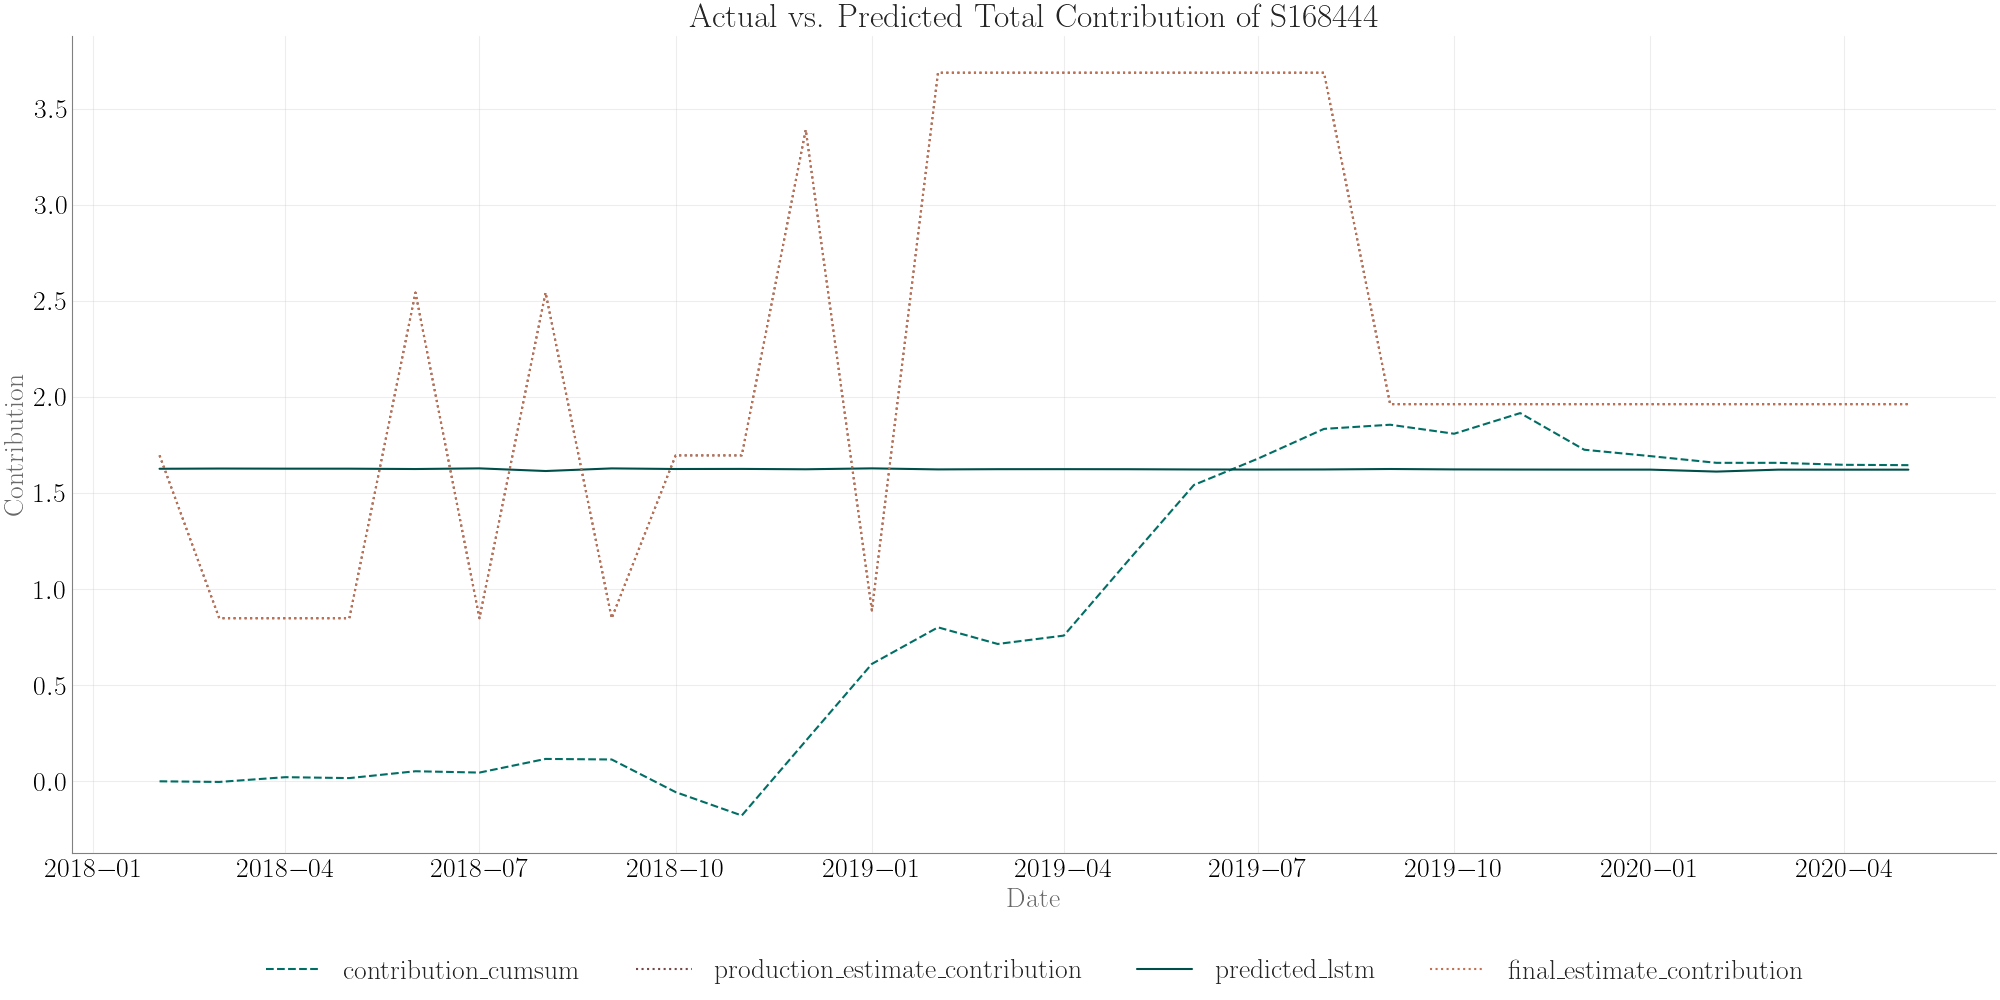 Actual vs. Predicted Total Contribution of S168444
3.5
3.0
2.5
2.0
1.5
1.0
0.5
0.0
Contribution
2018−01 2018−04 2018−07 2018−10 2019−01 2019−04 2019−07 2019−10 2020−01 2020−04
Date
contribution_cumsum production_estimate_contribution predicted_lstm final_estimate_contribution